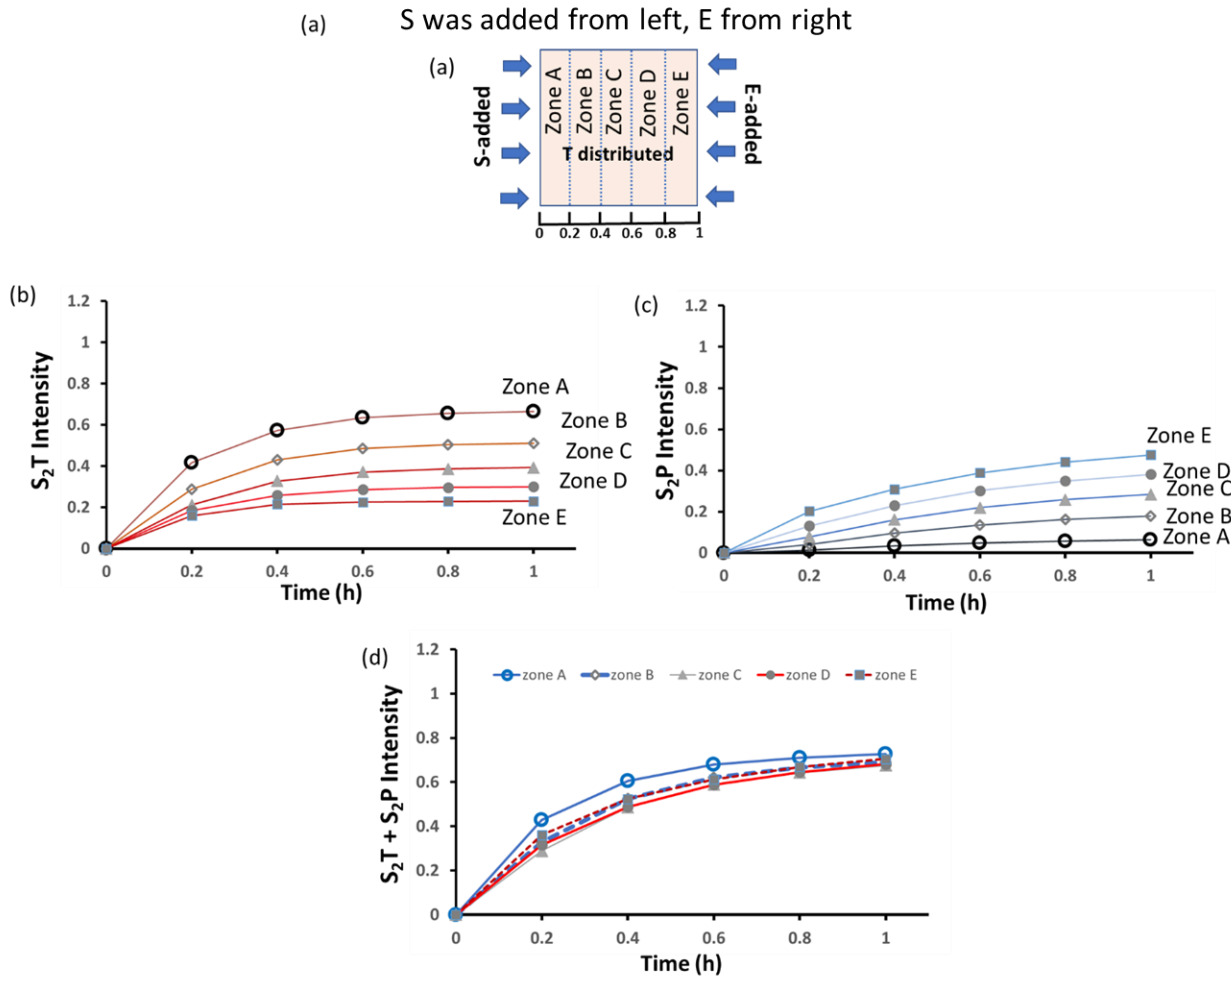 (a)
S was added from left, E from right
(a)
S-added
Zone A
Zone B
Zone C
Zone D
Zone E
T distributed
E-added
0 0.2 0.4 0.6 0.8 1
(b)
1.2
1
0.8
0.6
0.4
0.2
0
S₂T Intensity
Zone A
Zone B
Zone C
Zone D
Zone E
0 0.2 0.4 0.6 0.8 1
Time (h)
(c)
1.2
1
0.8
0.6
0.4
0.2
0
S₂P Intensity
Zone E
Zone D
Zone C
Zone B
Zone A
0 0.2 0.4 0.6 0.8 1
Time (h)
(d)
1.2
1
0.8
0.6
0.4
0.2
0
S₂T + S₂P Intensity
zone A zone B zone C zone D zone E
0 0.2 0.4 0.6 0.8 1
Time (h)